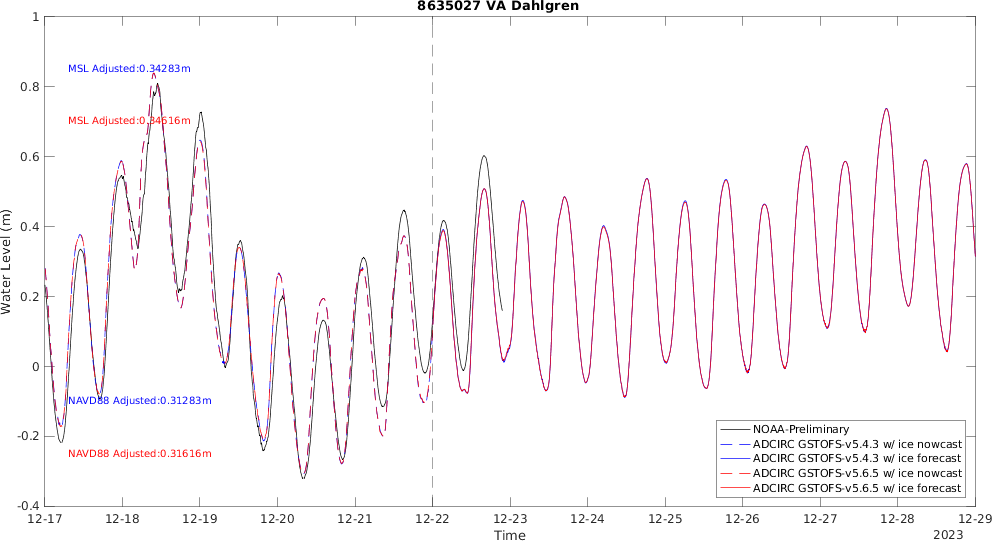 8635027 VA Dahlgren
1
0.8
0.6
0.4
0.2
0
-0.2
-0.4
Water Level (m)
MSL Adjusted:0.34283m
MSL Adjusted:0.34616m
NAVD88 Adjusted:0.31283m
NAVD88 Adjusted:0.31616m
NOAA-Preliminary
ADCIRC GSTOFS-v5.4.3 w/ ice nowcast
ADCIRC GSTOFS-v5.4.3 w/ ice forecast
ADCIRC GSTOFS-v5.6.5 w/ ice nowcast
ADCIRC GSTOFS-v5.6.5 w/ ice forecast
12-17 12-18 12-19 12-20 12-21 12-22 12-23 12-24 12-25 12-26 12-27 12-28 12-29
Time
2023